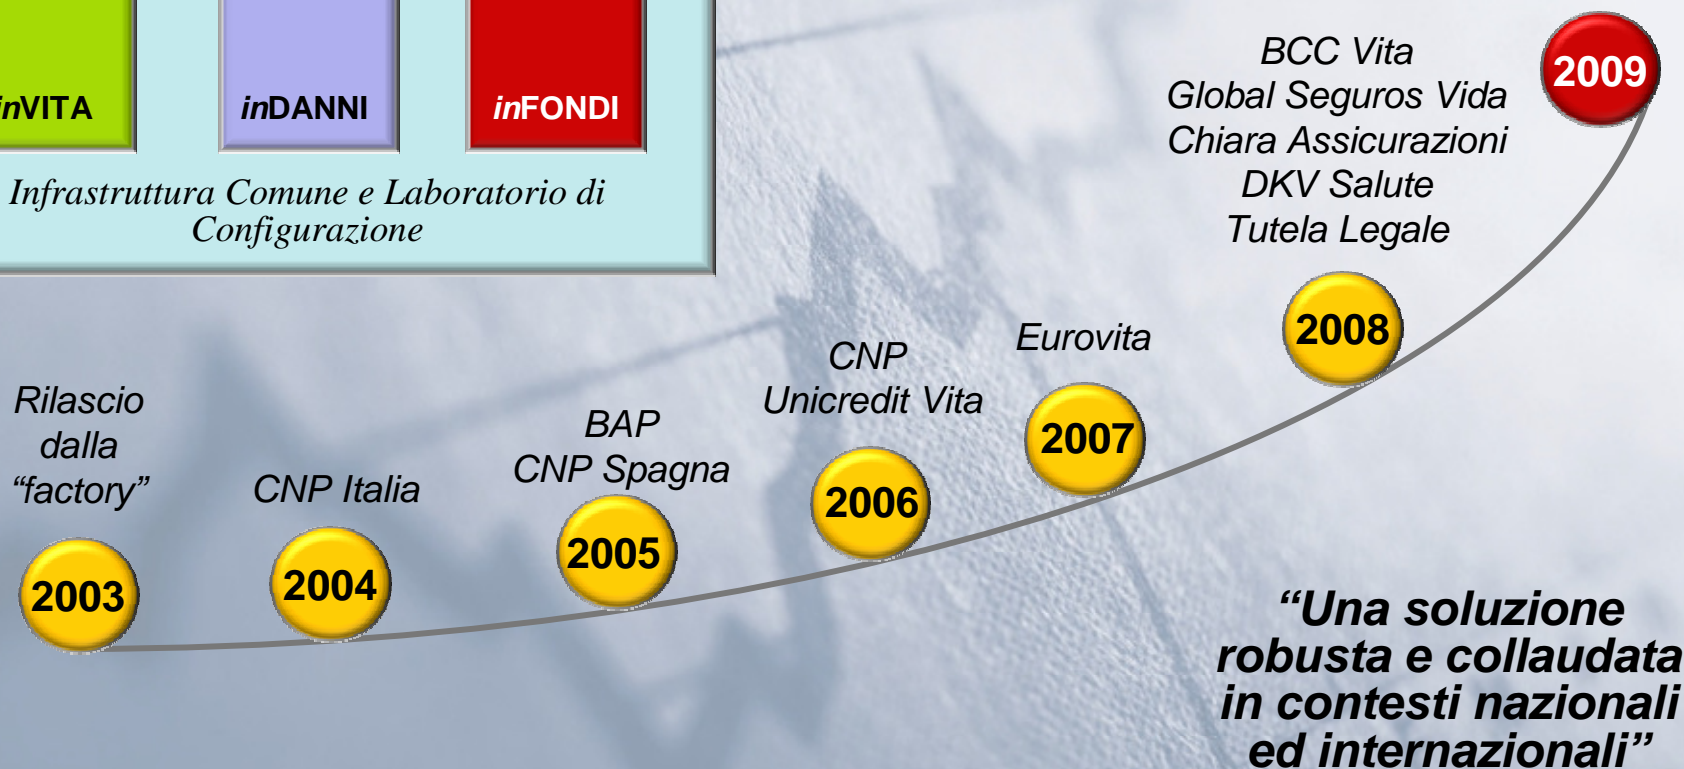 inVITA
inDANNI
inFONDI
Infrastruttura Comune e Laboratorio di
Configurazione
BCC Vita
Global Seguros Vida
Chiara Assicurazioni
DKV Salute
Tutela Legale
2009
2008
Eurovita
2007
CNP
Unicredit Vita
2006
BAP
CNP Spagna
2005
CNP Italia
2004
Rilascio
dalla
“factory”
2003
“Una soluzione
robusta e collaudata
in contesti nazionali
ed internazionali”